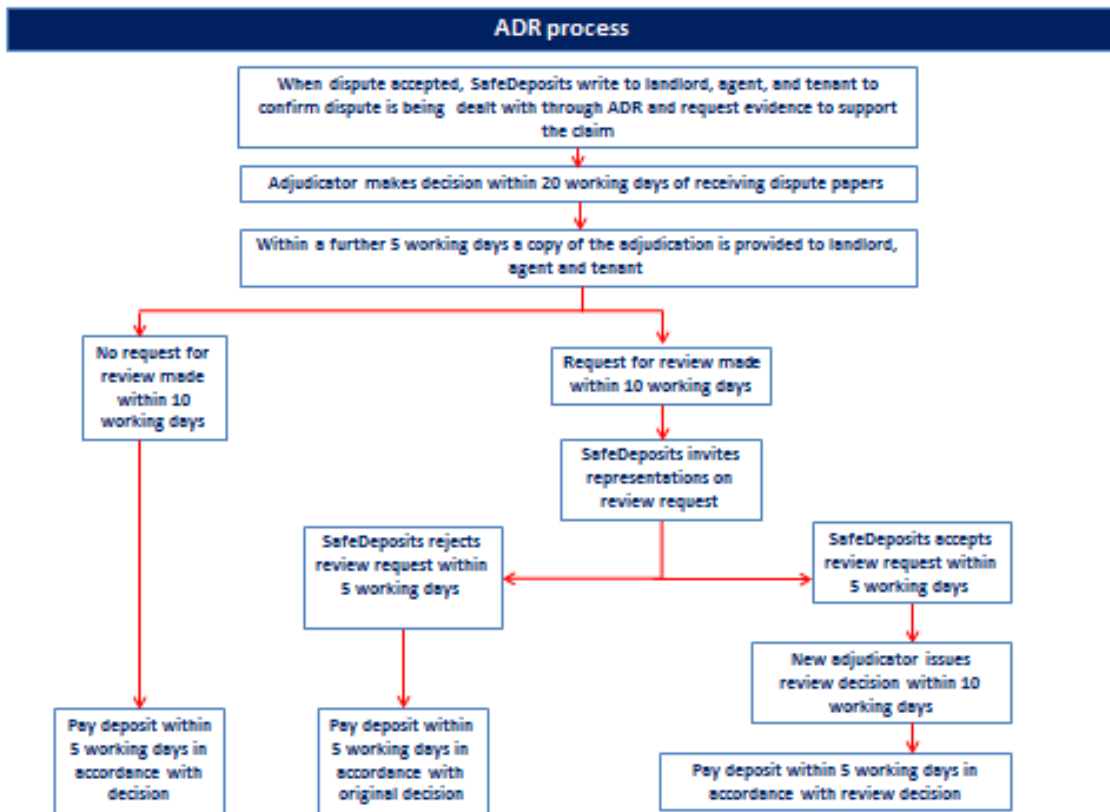 ADR process
When dispute accepted, SafeDeposits write to landlord, agent, and tenant to
confirm dispute is being dealt with through ADR and request evidence to support
the claim
Adjudicator makes decision within 20 working days of receiving dispute papers
Within a further 5 working days a copy of the adjudication is provided to landlord,
agent and tenant
No request for
review made
within 10
working days
Request for review made
within 10 working days
SafeDeposits invites
representations on
review request
SafeDeposits rejects
review request within
5 working days
SafeDeposits accepts
review request within
5 working days
New adjudicator issues
review decision within 10
working days
Pay deposit within
5 working days in
accordance with
decision
Pay deposit within
5 working days in
accordance with
original decision
Pay deposit within 5 working days in
accordance with review decision